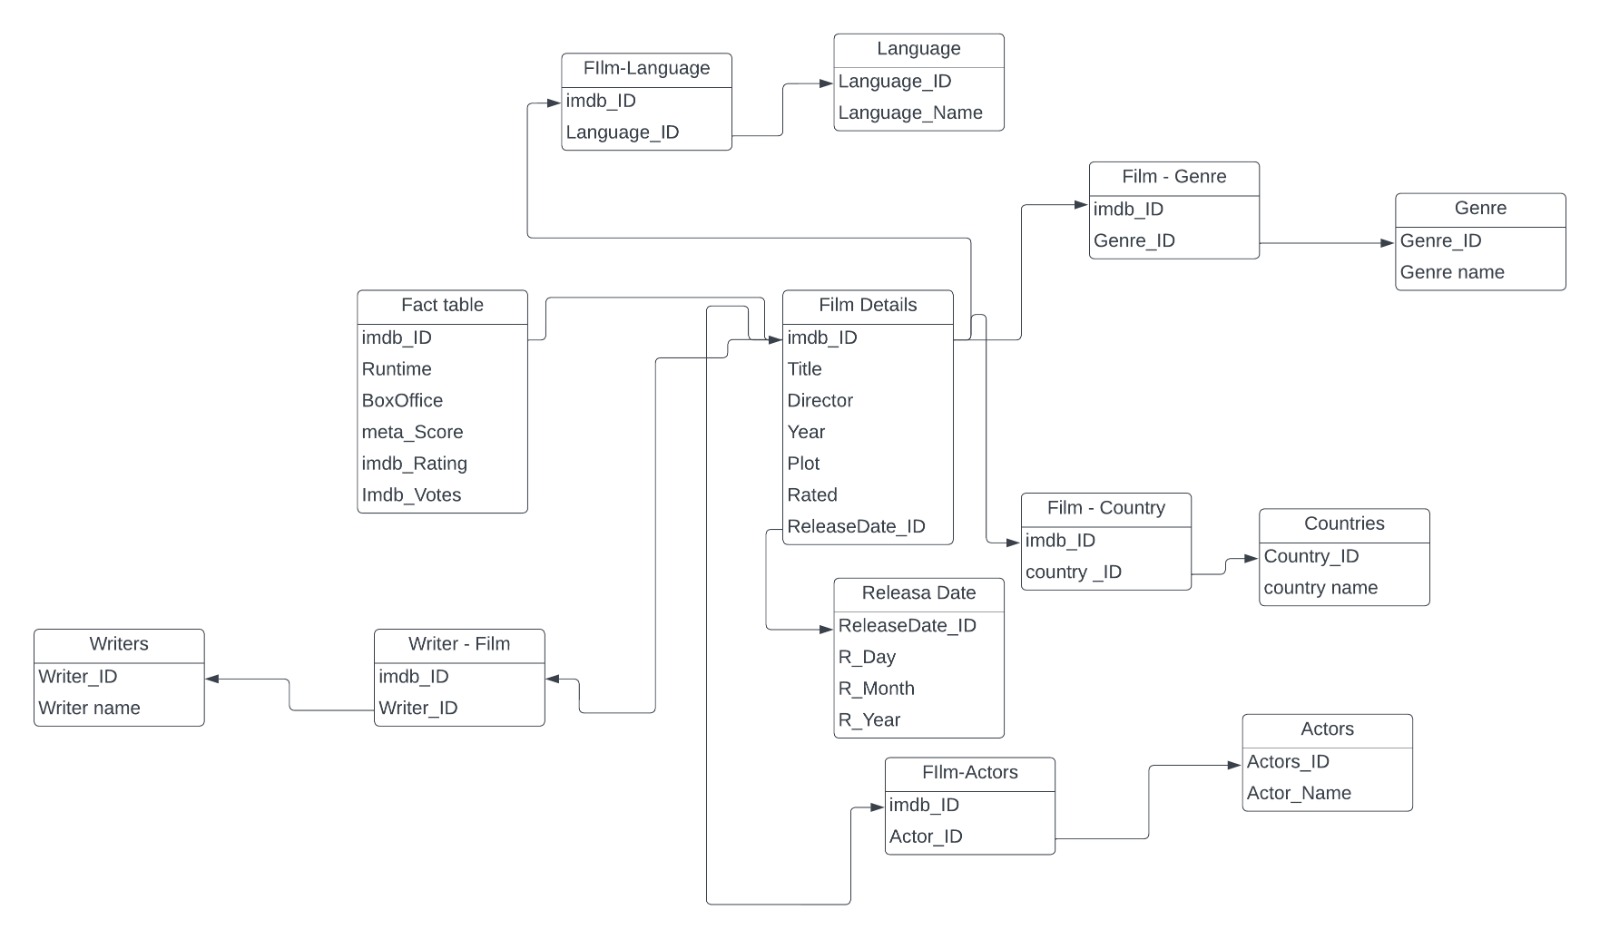 FIlm-Language
imdb_ID
Language_ID
Language
Language_ID
Language_Name
Film - Genre
imdb_ID
Genre_ID
Genre
Genre_ID
Genre name
Fact table
imdb_ID
Runtime
BoxOffice
meta_Score
imdb_Rating
Imdb_Votes
Film Details
imdb_ID
Title
Director
Year
Plot
Rated
ReleaseDate_ID
Film - Country
imdb_ID
country _ID
Countries
Country_ID
country name
Releasa Date
ReleaseDate_ID
R_Day
R_Month
R_Year
Writers
Writer_ID
Writer name
Writer - Film
imdb_ID
Writer_ID
FIlm-Actors
imdb_ID
Actor_ID
Actors
Actors_ID
Actor_Name